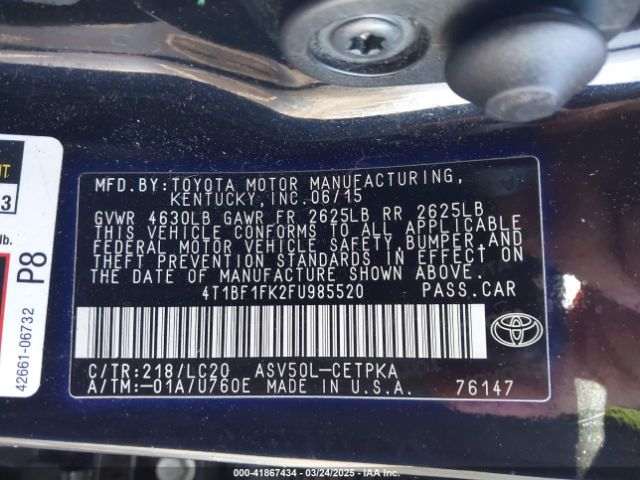 MFD.BY:TOYOTA MOTOR MANUFACTURING,
KENTUCKY,INC.06/15
GVWR 4630LB GAWR FR 2625LB RR 2625LB
THIS VEHICLE CONFORMS TO ALL APPLICABLE
FEDERAL MOTOR VEHICLE SAFETY,BUMPER,AND
THEFT PREVENTION STANDARDS IN EFFECT ON
THE DATE OF MANUFACTURE SHOWN ABOVE.
4T1BF1FK2FU985520 PASS.CAR
C/TR:218/LC20 ASV50L-CETPKA
A/TM:-01A/U760E MADE IN U.S.A. 76147
TOYOTA
3
lb.
P8
42661-06732
000-41867434 - 03/24/2025 - IAA Inc.